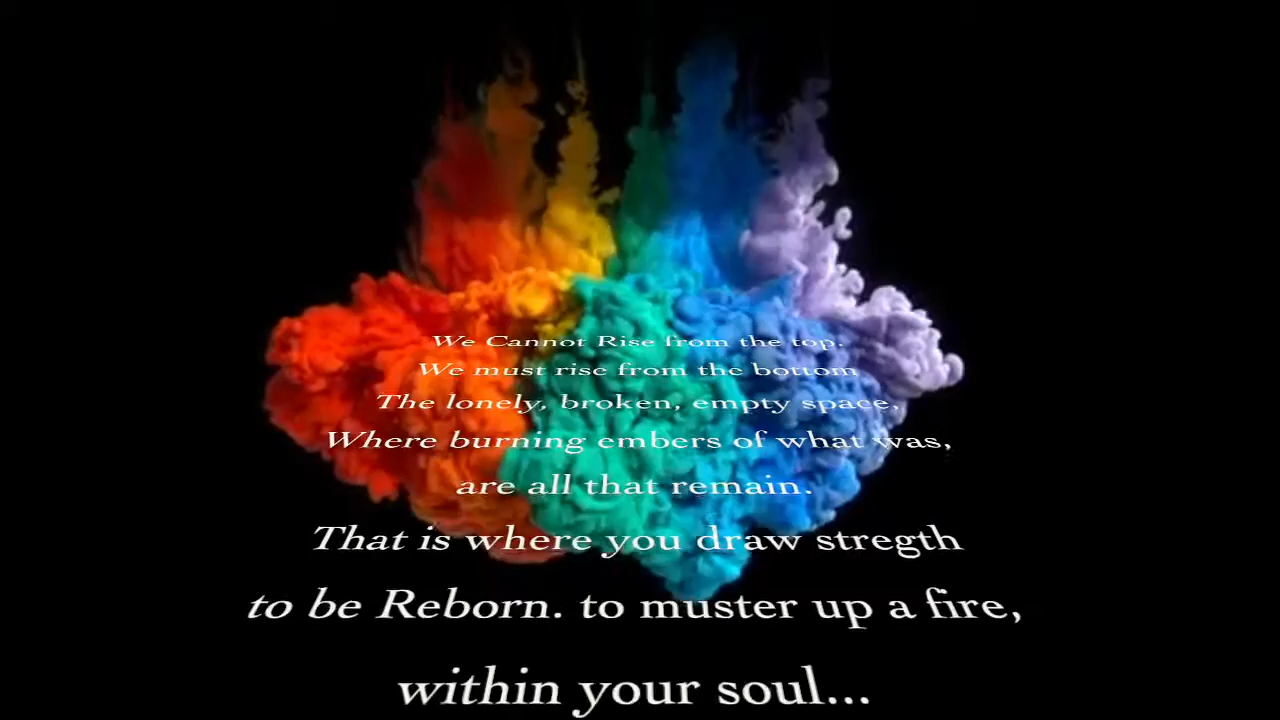 We Cannot Rise from the top.
We must rise from the bottom
The lonely, broken, empty space,
Where burning embers of what was,
are all that remain.
That is where you draw stregth
to be Reborn. to muster up a fire,
within your soul...